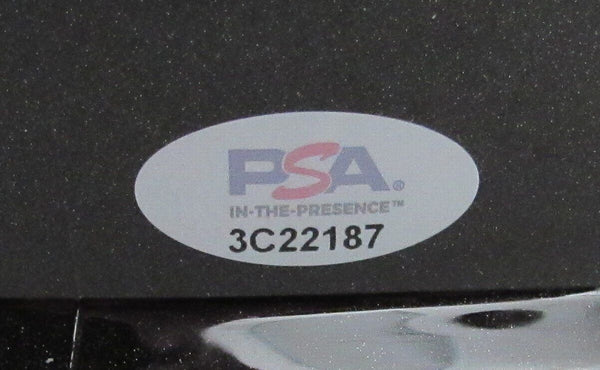 PSA®
IN-THE-PRESENCE™
3C22187